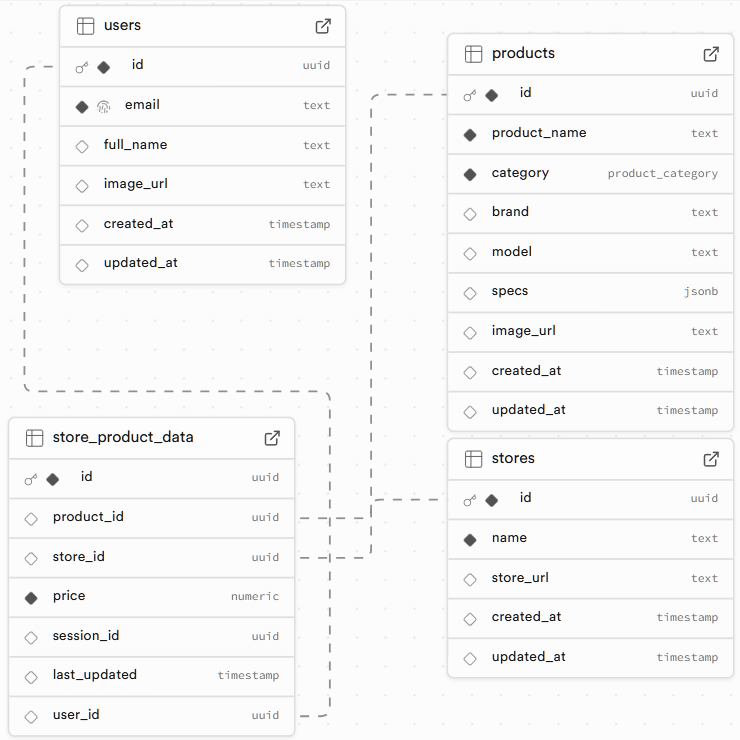 users
id uuid
email text
full_name text
image_url text
created_at timestamp
updated_at timestamp
products
id uuid
product_name text
category product_category
brand text
model text
specs jsonb
image_url text
created_at timestamp
updated_at timestamp
store_product_data
id uuid
product_id uuid
store_id uuid
price numeric
session_id uuid
last_updated timestamp
user_id uuid
stores
id uuid
name text
store_url text
created_at timestamp
updated_at timestamp